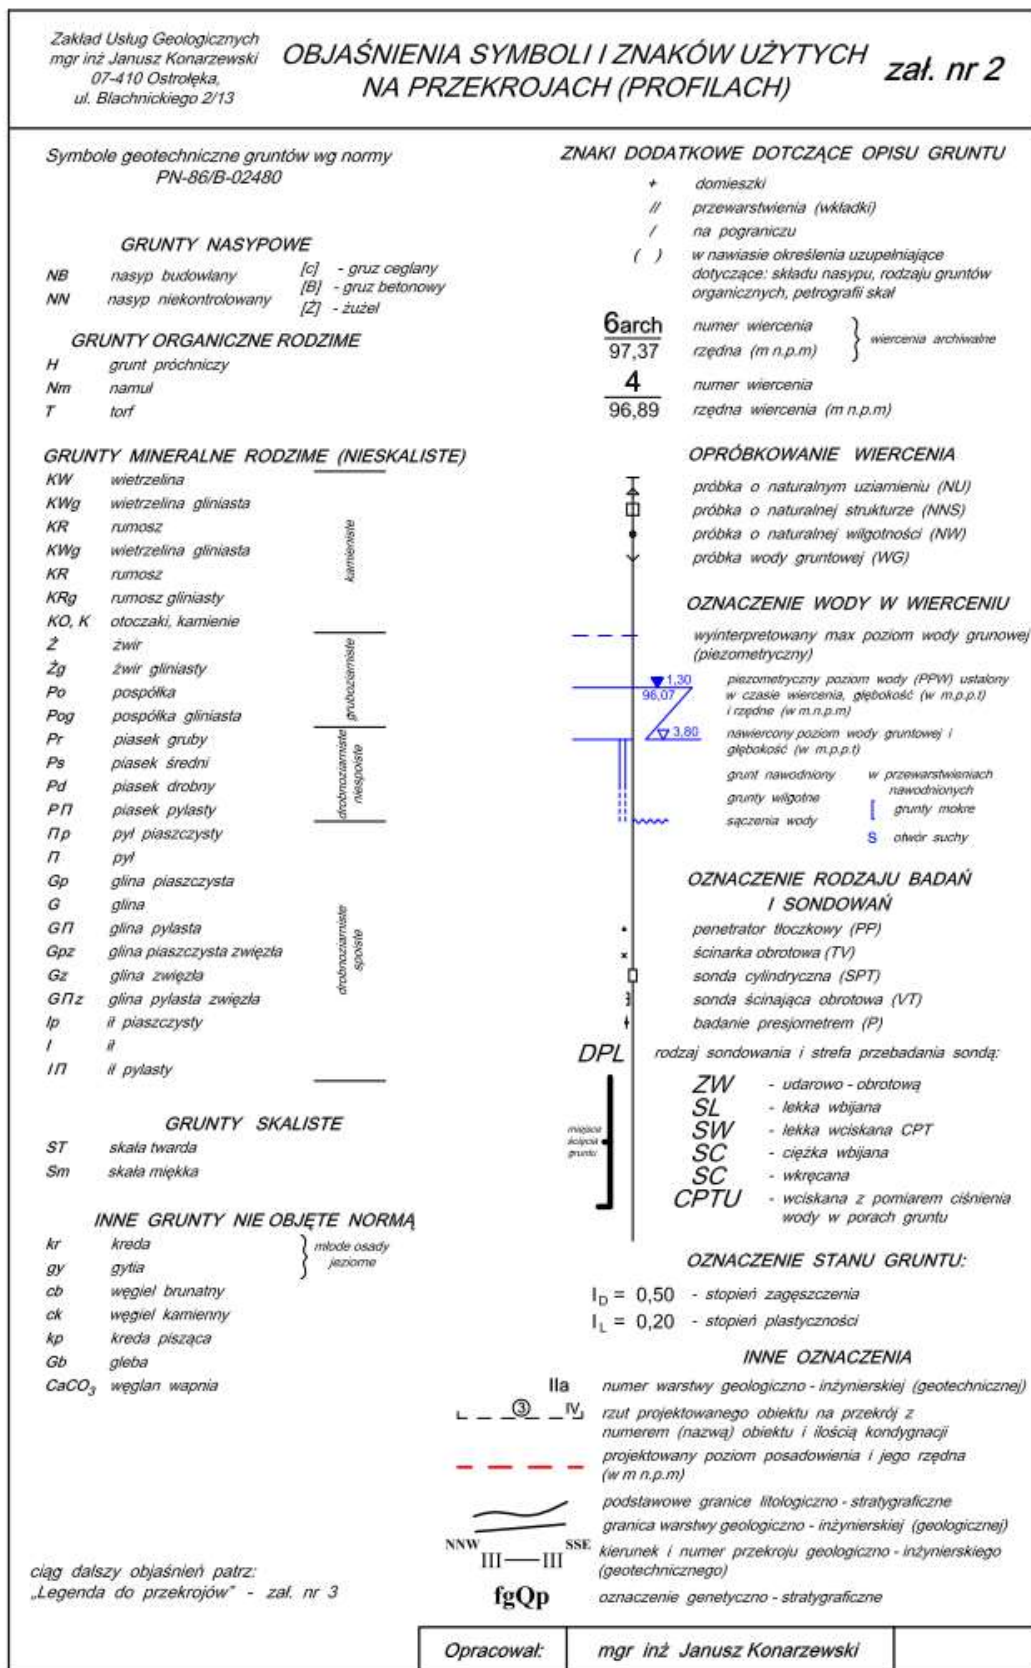 Zakład Usług Geologicznych
mgr inż Janusz Konarzewski
07-410 Ostrołęka,
ul. Blachnickiego 2/13
OBJAŚNIENIA SYMBOLI I ZNAKÓW UŻYTYCH
NA PRZEKROJACH (PROFILACH)
zał. nr 2
Symbole geotechniczne gruntów wg normy
PN-86/B-02480
GRUNTY NASYPOWE
NB nasyp budowlany
NN nasyp niekontrolowany
[c] - gruz ceglany
[B] - gruz betonowy
[Ż] - żużel
GRUNTY ORGANICZNE RODZIME
H grunt próchniczy
Nm namuł
T torf
GRUNTY MINERALNE RODZIME (NIESKALISTE)
KW wietrzelina
KWg wietrzelina gliniasta
KR rumosz
KWg wietrzelina gliniasta
KR rumosz
KRg rumosz gliniasty
KO, K otoczaki, kamienie
kamieniste
Ż żwir
Żg żwir gliniasty
Po pospółka
Pog pospółka gliniasta
gruboziarniste
Pr piasek gruby
Ps piasek średni
Pd piasek drobny
PΠ piasek pylasty
drobnoziarniste
niespoiste
Πp pył piaszczysty
Π pył
Gp glina piaszczysta
G glina
GΠ glina pylasta
Gpz glina piaszczysta zwięzła
Gz glina zwięzła
GΠz glina pylasta zwięzła
Ip ił piaszczysty
I ił
IΠ ił pylasty
drobnoziarniste
spoiste
GRUNTY SKALISTE
ST skała twarda
Sm skała miękka
INNE GRUNTY NIE OBJĘTE NORMĄ
kr kreda
gy gytia
młode osady
jeziorne
cb węgiel brunatny
ck węgiel kamienny
kp kreda pisząca
Gb gleba
CaCO3 węglan wapnia
ciąg dalszy objaśnień patrz:
„Legenda do przekrojów" - zał. nr 3
ZNAKI DODATKOWE DOTCZĄCE OPISU GRUNTU
+ domieszki
// przewarstwienia (wkładki)
/ na pograniczu
( ) w nawiasie określenia uzupełniające
dotyczące: składu nasypu, rodzaju gruntów
organicznych, petrografii skał
6arch numer wiercenia
97,37 rzędna (m n.p.m)
wiercenia archiwalne
4 numer wiercenia
96,89 rzędna wiercenia (m n.p.m)
OPRÓBKOWANIE WIERCENIA
próbka o naturalnym uziarnieniu (NU)
próbka o naturalnej strukturze (NNS)
próbka o naturalnej wilgotności (NW)
próbka wody gruntowej (WG)
OZNACZENIE WODY W WIERCENIU
wyinterpretowany max poziom wody grunowej
(piezometryczny)
1,30
96,07
piezometryczny poziom wody (PPW) ustalony
w czasie wiercenia, głębokość (w m.p.p.t)
i rzędne (w m.n.p.m)
3,80
nawiercony poziom wody gruntowej i
głębokość (w m.p.p.t)
grunt nawodniony
grunty wilgotne
sączenia wody
w przewarstwieniach
nawodnionych
[ grunty mokre
S otwór suchy
OZNACZENIE RODZAJU BADAŃ
I SONDOWAŃ
penetrator tłoczkowy (PP)
ścinarka obrotowa (TV)
sonda cylindryczna (SPT)
sonda ścinająca obrotowa (VT)
badanie presjometrem (P)
DPL rodzaj sondowania i strefa przebadania sondą:
miejsce
ścięcia
gruntu
ZW - udarowo - obrotową
SL - lekka wbijana
SW - lekka wciskana CPT
SC - ciężka wbijana
SC - wkręcana
CPTU - wciskana z pomiarem ciśnienia
wody w porach gruntu
OZNACZENIE STANU GRUNTU:
ID = 0,50 - stopień zagęszczenia
IL = 0,20 - stopień plastyczności
INNE OZNACZENIA
IIa numer warstwy geologiczno - inżynierskiej (geotechnicznej)
3 IV rzut projektowanego obiektu na przekrój z
numerem (nazwą) obiektu i ilością kondygnacji
projektowany poziom posadowienia i jego rzędna
(w m n.p.m)
podstawowe granice litologiczno - stratygraficzne
granica warstwy geologiczno - inżynierskiej (geologicznej)
NNW SSE
III III
kierunek i numer przekroju geologiczno - inżynierskiego
(geotechnicznego)
fgQp oznaczenie genetyczno - stratygraficzne
Opracował: mgr inż Janusz Konarzewski